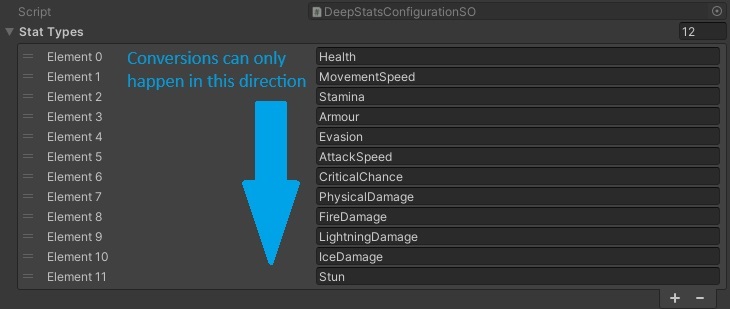 Script DeepStatsConfigurationSO
Stat Types 12
Element 0 Health
Element 1 MovementSpeed
Element 2 Stamina
Element 3 Armour
Element 4 Evasion
Element 5 AttackSpeed
Element 6 CriticalChance
Element 7 PhysicalDamage
Element 8 FireDamage
Element 9 LightningDamage
Element 10 IceDamage
Element 11 Stun
Conversions can only
happen in this direction
+ −